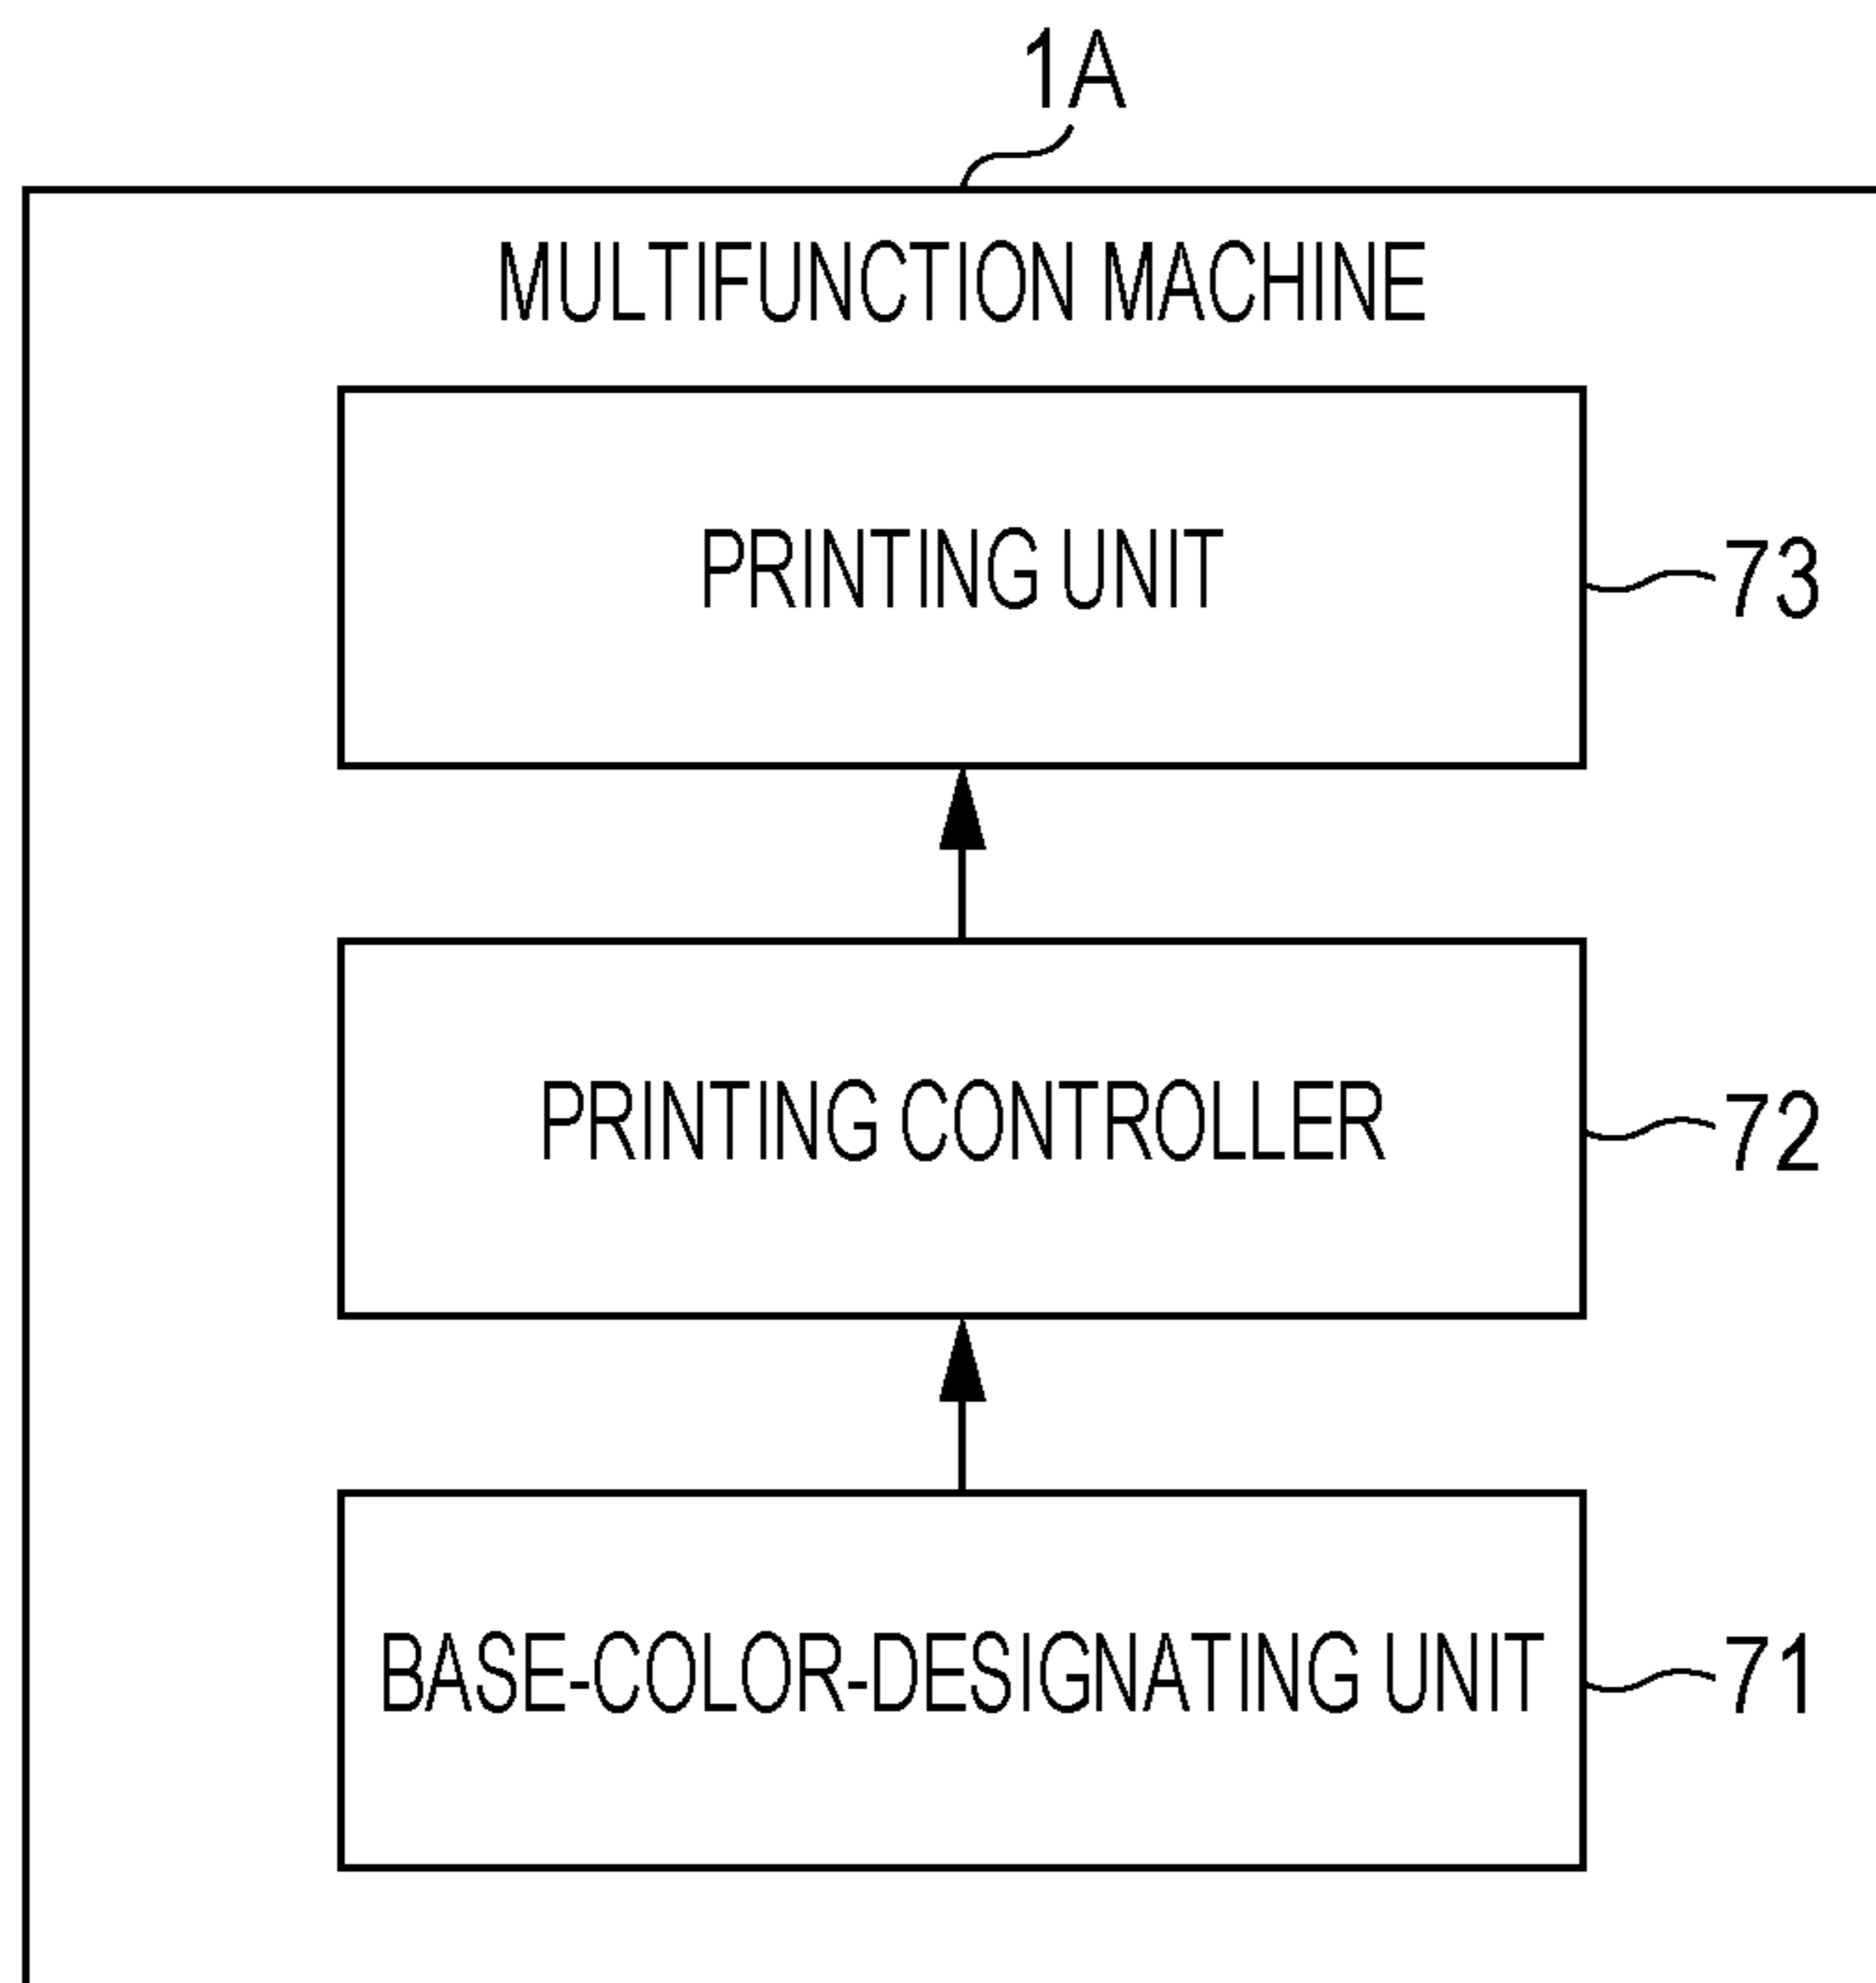 1A
MULTIFUNCTION MACHINE
PRINTING UNIT
73
PRINTING CONTROLLER
72
BASE-COLOR-DESIGNATING UNIT
71